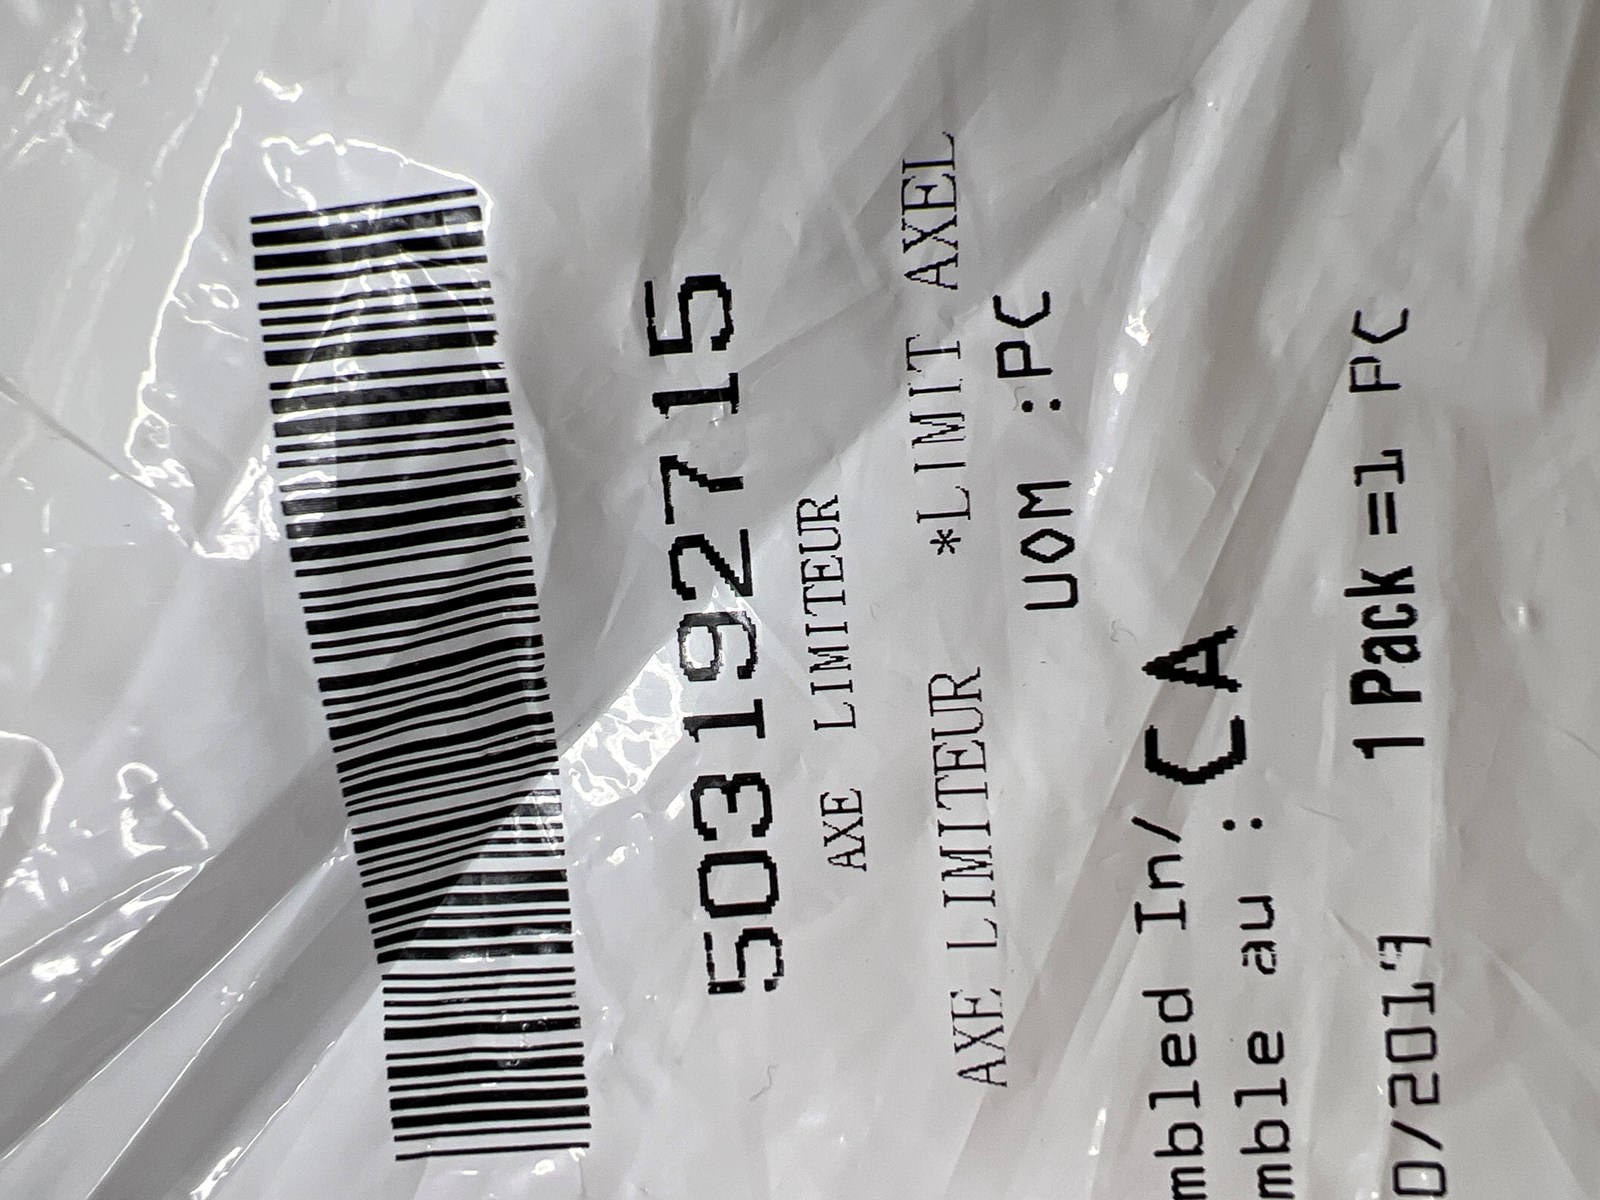 503192715
AXE LIMITEUR
AXE LIMITEUR *LIMIT AXEL
UOM :PC
mbled In/ CA
mble au :
0/2017 1 Pack =1 PC